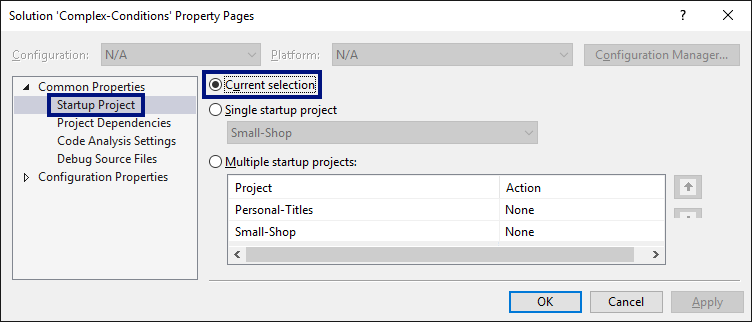 Solution 'Complex-Conditions' Property Pages
?
Configuration: N/A Platform: N/A Configuration Manager...
Common Properties
Startup Project
Project Dependencies
Code Analysis Settings
Debug Source Files
Configuration Properties
Current selection
Single startup project
Small-Shop
Multiple startup projects:
Project Action
Personal-Titles None
Small-Shop None
OK Cancel Apply